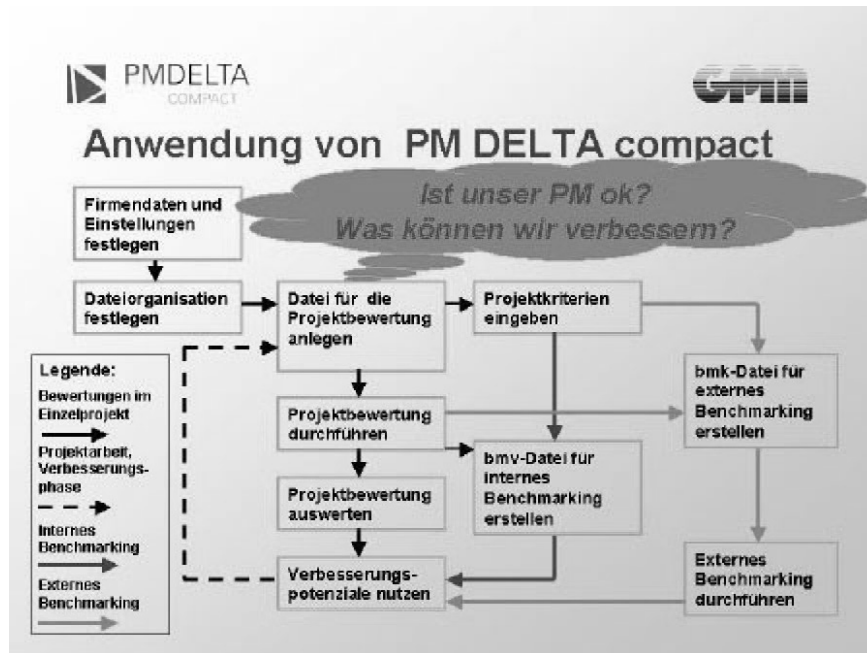 PMDELTA
COMPACT
GPM
Anwendung von PM DELTA compact
Ist unser PM ok?
Was können wir verbessern?
Firmendaten und
Einstellungen
festlegen
Dateiorganisation
festlegen
Datei für die
Projektbewertung
anlegen
Projektkriterien
eingeben
Legende:
Bewertungen im
Einzelprojekt
Projektarbeit,
Verbesserungs-
phase
Internes
Benchmarking
Externes
Benchmarking
Projektbewertung
durchführen
Projektbewertung
auswerten
Verbesserungs-
potenziale nutzen
bmv-Datei für
internes
Benchmarking
erstellen
bmk-Datei für
externes
Benchmarking
erstellen
Externes
Benchmarking
durchführen